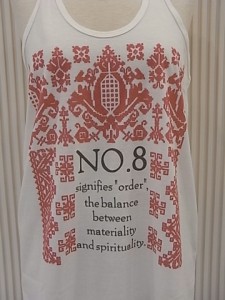 NO.8
signifies "order",
the balance
between
materiality
and spirituality.